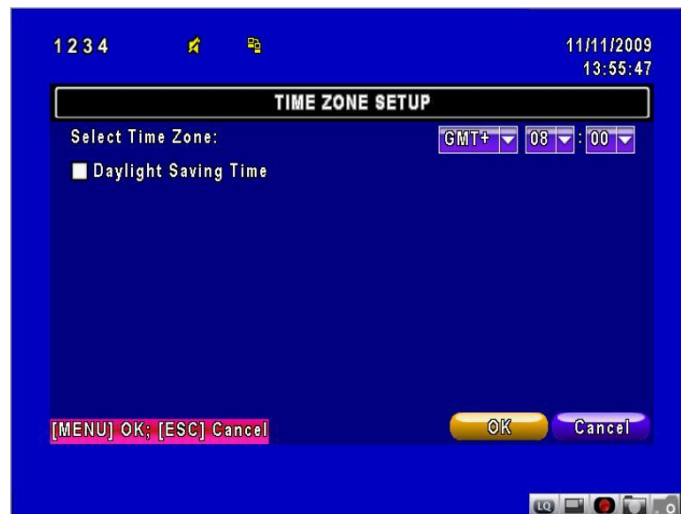 1234
11/11/2009
13:55:47
TIME ZONE SETUP
Select Time Zone: GMT+ 08 : 00
Daylight Saving Time
[MENU] OK; [ESC] Cancel
OK Cancel
LQ